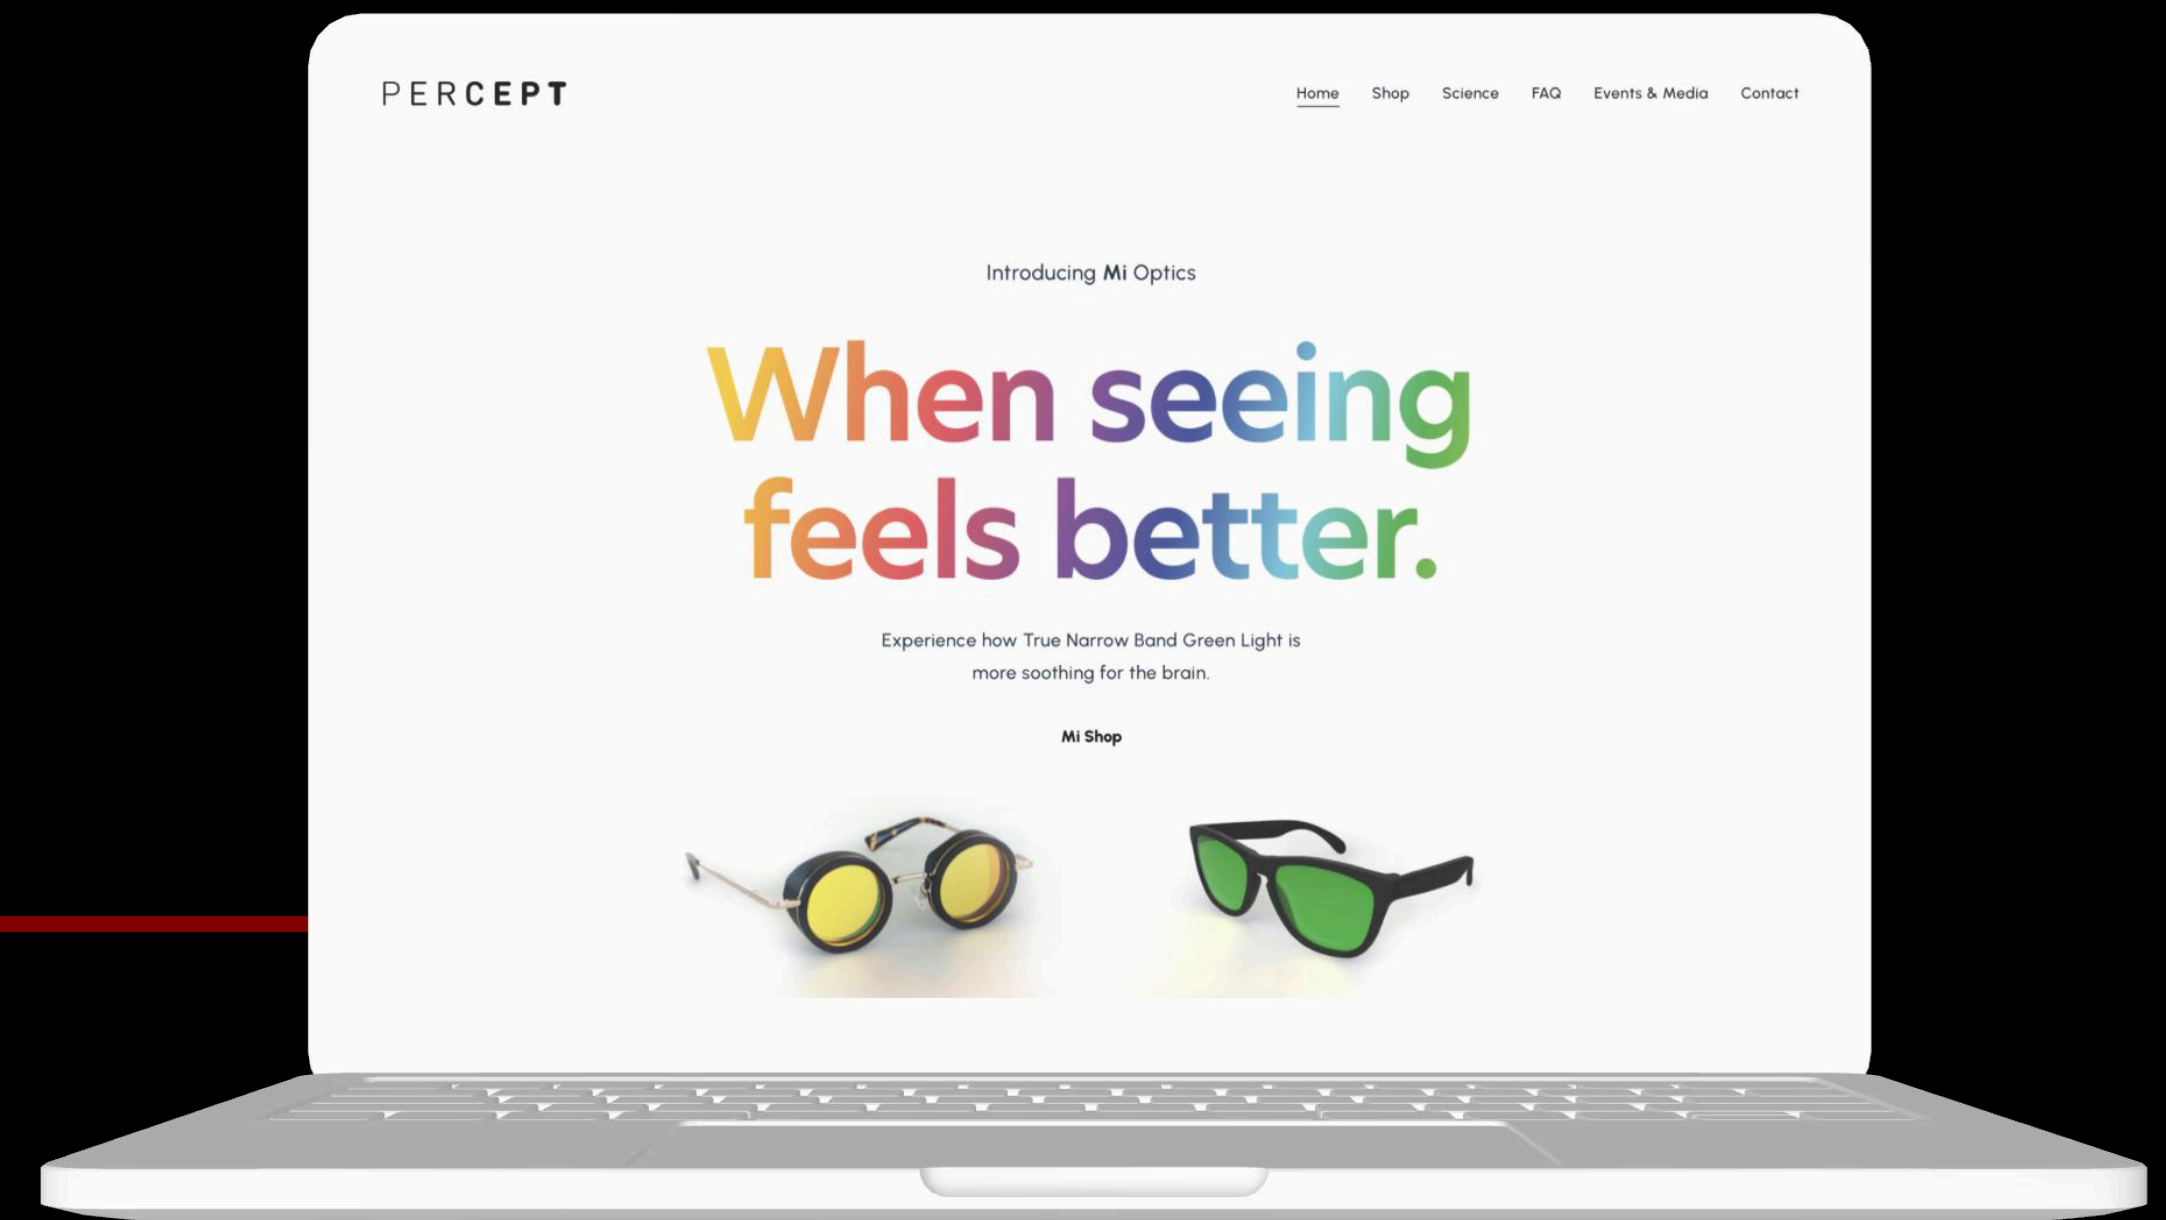 PERCEPT
Home Shop Science FAQ Events & Media Contact
Introducing Mi Optics
When seeing
feels better.
Experience how True Narrow Band Green Light is
more soothing for the brain.
Mi Shop